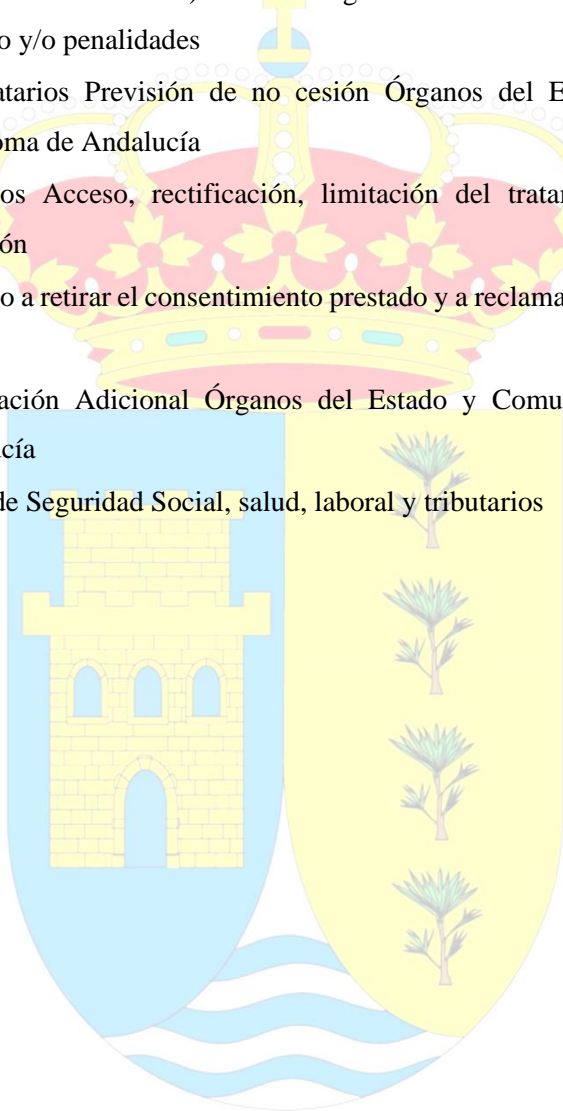 o y/o penalidades
atarios Previsión de no cesión Órganos del E
oma de Andalucía
os Acceso, rectificación, limitación del trata
ón
o a retirar el consentimiento prestado y a reclama
ación Adicional Órganos del Estado y Comu
cía
de Seguridad Social, salud, laboral y tributarios